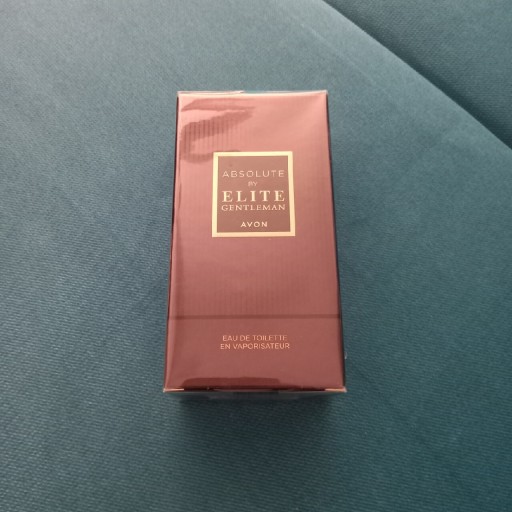 ABSOLUTE
BY
ELITE
GENTLEMAN
AVON
EAU DE TOILETTE
EN VAPORISATEUR